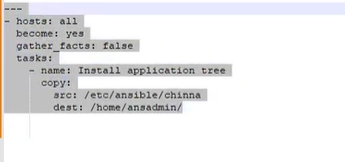 ---
- hosts: all
  become: yes
  gather_facts: false
  tasks:
    - name: Install application tree
      copy:
        src: /etc/ansible/chinna
        dest: /home/ansadmin/